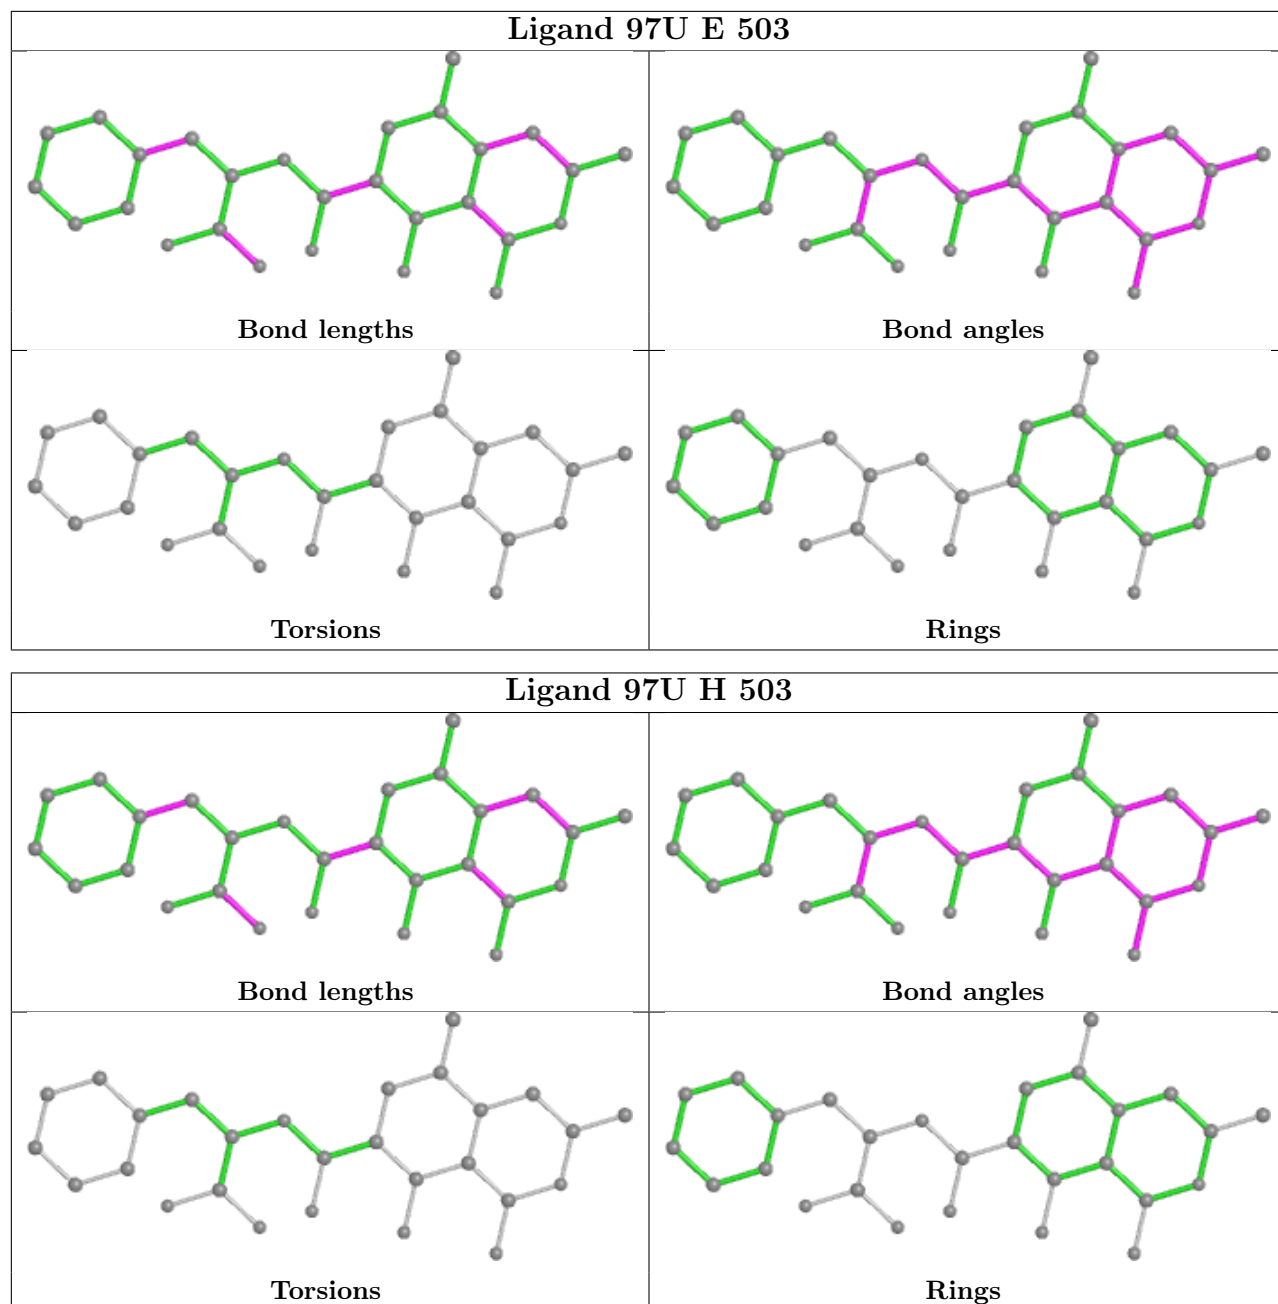 Ligand 97U E 503
Bond lengths
Bond angles
Torsions
Rings
Ligand 97U H 503
Bond lengths
Bond angles
Torsions
Rings